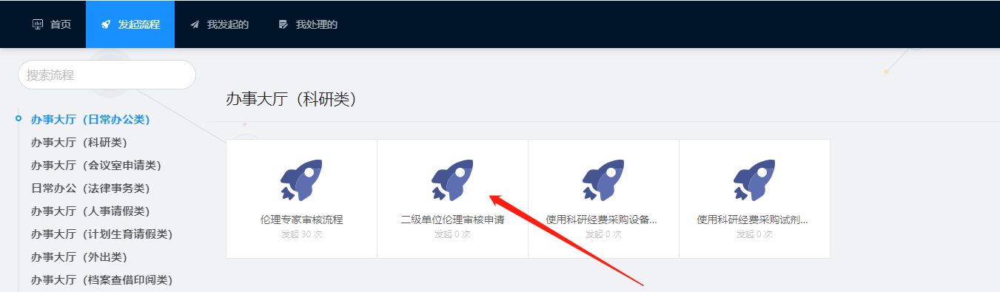 首页
发起流程
我发起的
我处理的
搜索流程
办事大厅（日常办公类）
办事大厅（科研类）
办事大厅（会议室申请类）
日常办公（法律事务类）
办事大厅（人事请假类）
办事大厅（计划生育请假类）
办事大厅（外出类）
办事大厅（档案查借印阅类）
办事大厅（科研类）
伦理专家审核流程
发起 30 次
二级单位伦理审核申请
发起 0 次
使用科研经费采购设备...
发起 0 次
使用科研经费采购试剂...
发起 0 次